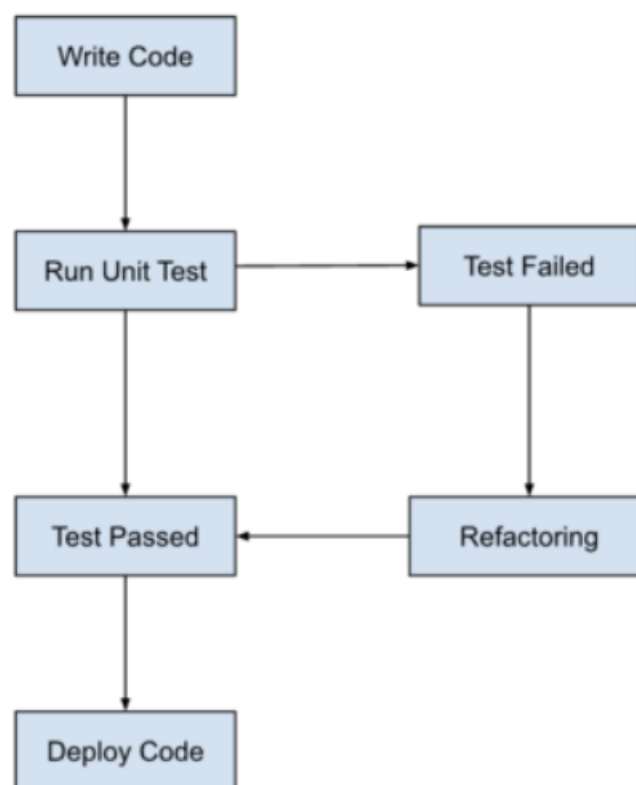 Write Code
Run Unit Test
Test Failed
Test Passed
Refactoring
Deploy Code